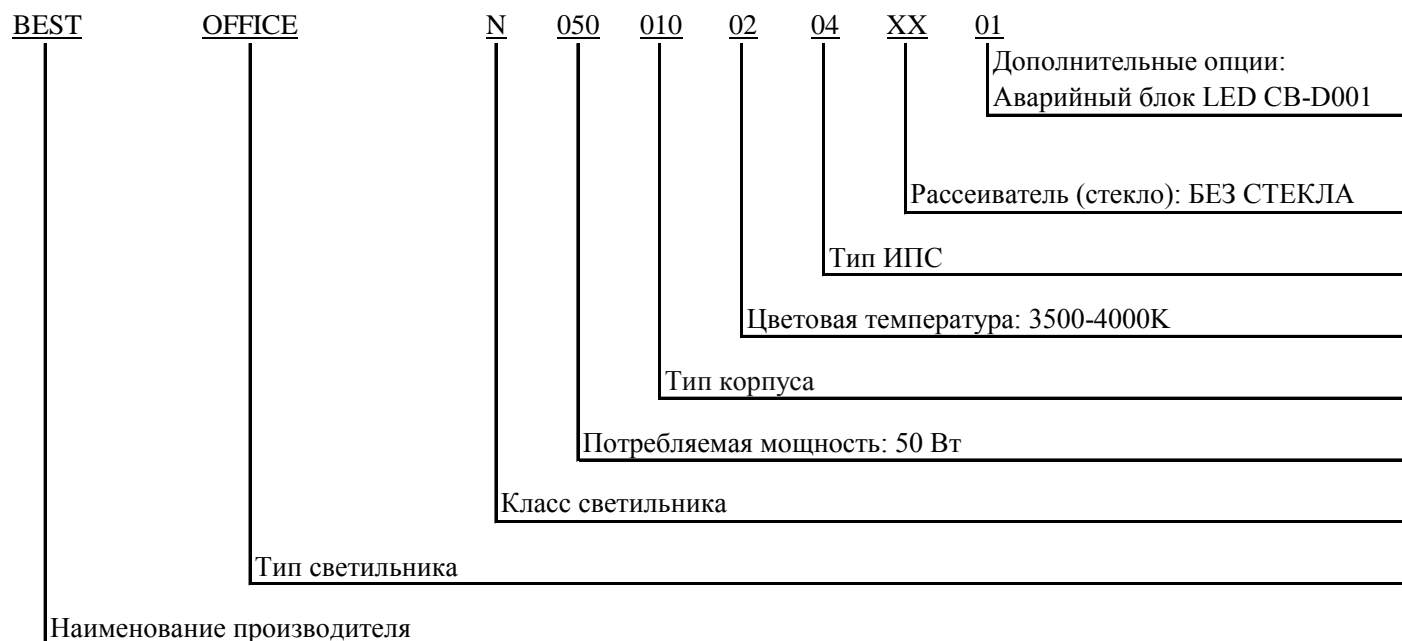 BEST OFFICE N 050 010 02 04 XX 01
Дополнительные опции:
Аварийный блок LED CB-D001
Рассеиватель (стекло): БЕЗ СТЕКЛА
Тип ИПС
Цветовая температура: 3500-4000К
Тип корпуса
Потребляемая мощность: 50 Вт
Класс светильника
Тип светильника
Наименование производителя